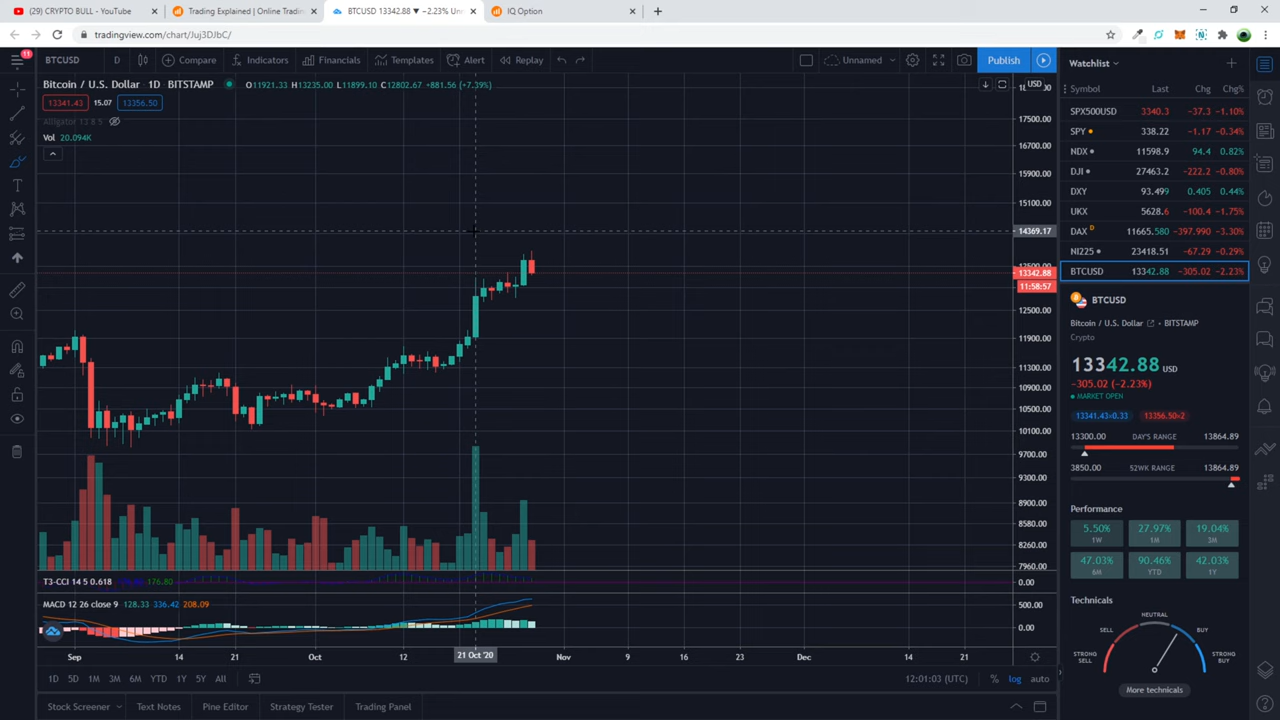 (29) CRYPTO BULL - YouTube
Trading Explained | Online Tradin
BTCUSD 13342.88 ▼ −2.23% Unn
IQ Option
tradingview.com/chart/Juj3DJbC/
11
BTCUSD
D
Compare
Indicators
Financials
Templates
Alert
Replay
Unnamed
Publish
Bitcoin / U.S. Dollar · 1D · BITSTAMP
O11921.33 H13235.00 L11899.10 C12802.67 +881.56 (+7.39%)
13341.43
15.07
13356.50
Alligator 13 8 5
Vol 20.094K
USD
17500.00
16700.00
15900.00
15100.00
14369.17
13500.00
13342.88
11:58:57
12500.00
11900.00
11300.00
10900.00
10500.00
10100.00
9700.00
9300.00
8900.00
8580.00
8260.00
7960.00
T3-CCI 14 5 0.618
176.80
0.00
MACD 12 26 close 9
128.33
336.42
208.09
500.00
0.00
Sep
14
21
Oct
12
21 Oct '20
Nov
9
16
23
Dec
14
21
1D
5D
1M
3M
6M
YTD
1Y
5Y
All
12:01:03 (UTC)
%
log
auto
Stock Screener
Text Notes
Pine Editor
Strategy Tester
Trading Panel
Watchlist
Symbol Last Chg Chg%
SPX500USD 3340.3 −37.3 −1.10%
SPY 338.22 −1.17 −0.34%
NDX 11598.9 94.4 0.82%
DJI 27463.2 −222.2 −0.80%
DXY 93.499 0.405 0.44%
UKX 5628.6 −100.4 −1.75%
DAX D 11665.580 −397.990 −3.30%
NI225 23418.51 −67.29 −0.29%
BTCUSD 13342.88 −305.02 −2.23%
BTCUSD
Bitcoin / U.S. Dollar • BITSTAMP
Crypto
13342.88 USD
−305.02 (−2.23%)
MARKET OPEN
13341.43×0.33
13356.50×2
13300.00 DAY'S RANGE 13864.89
3850.00 52WK RANGE 13864.89
Performance
5.50% 27.97% 19.04%
1W 1M 3M
47.03% 90.46% 42.03%
6M YTD 1Y
Technicals
NEUTRAL
SELL
BUY
STRONG SELL
STRONG BUY
More technicals